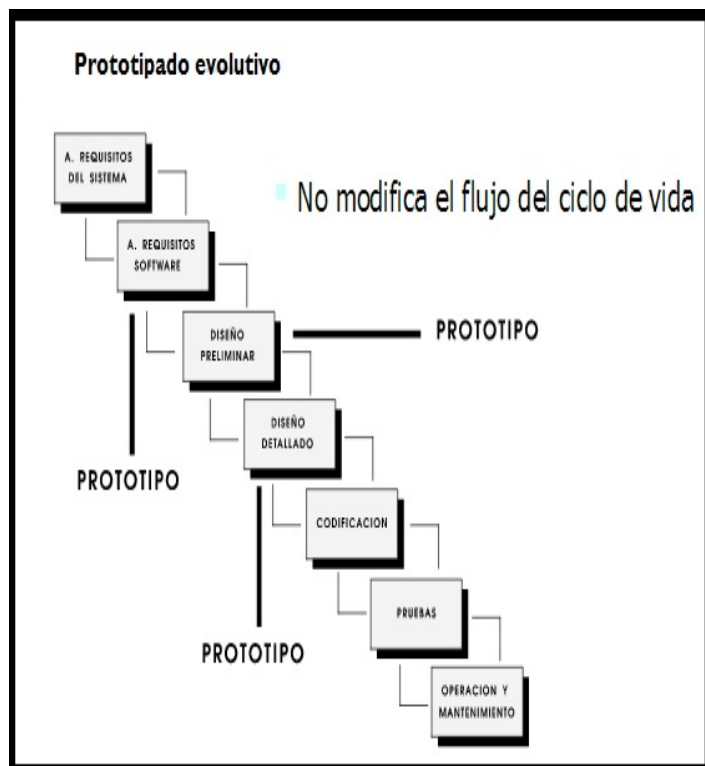 Prototipado evolutivo
A. REQUISITOS
DEL SISTEMA
No modifica el flujo del ciclo de vida
A. REQUISITOS
SOFTWARE
DISEÑO
PRELIMINAR
PROTOTIPO
DISEÑO
DETALLADO
PROTOTIPO
CODIFICACION
PRUEBAS
PROTOTIPO
OPERACION Y
MANTENIMIENTO